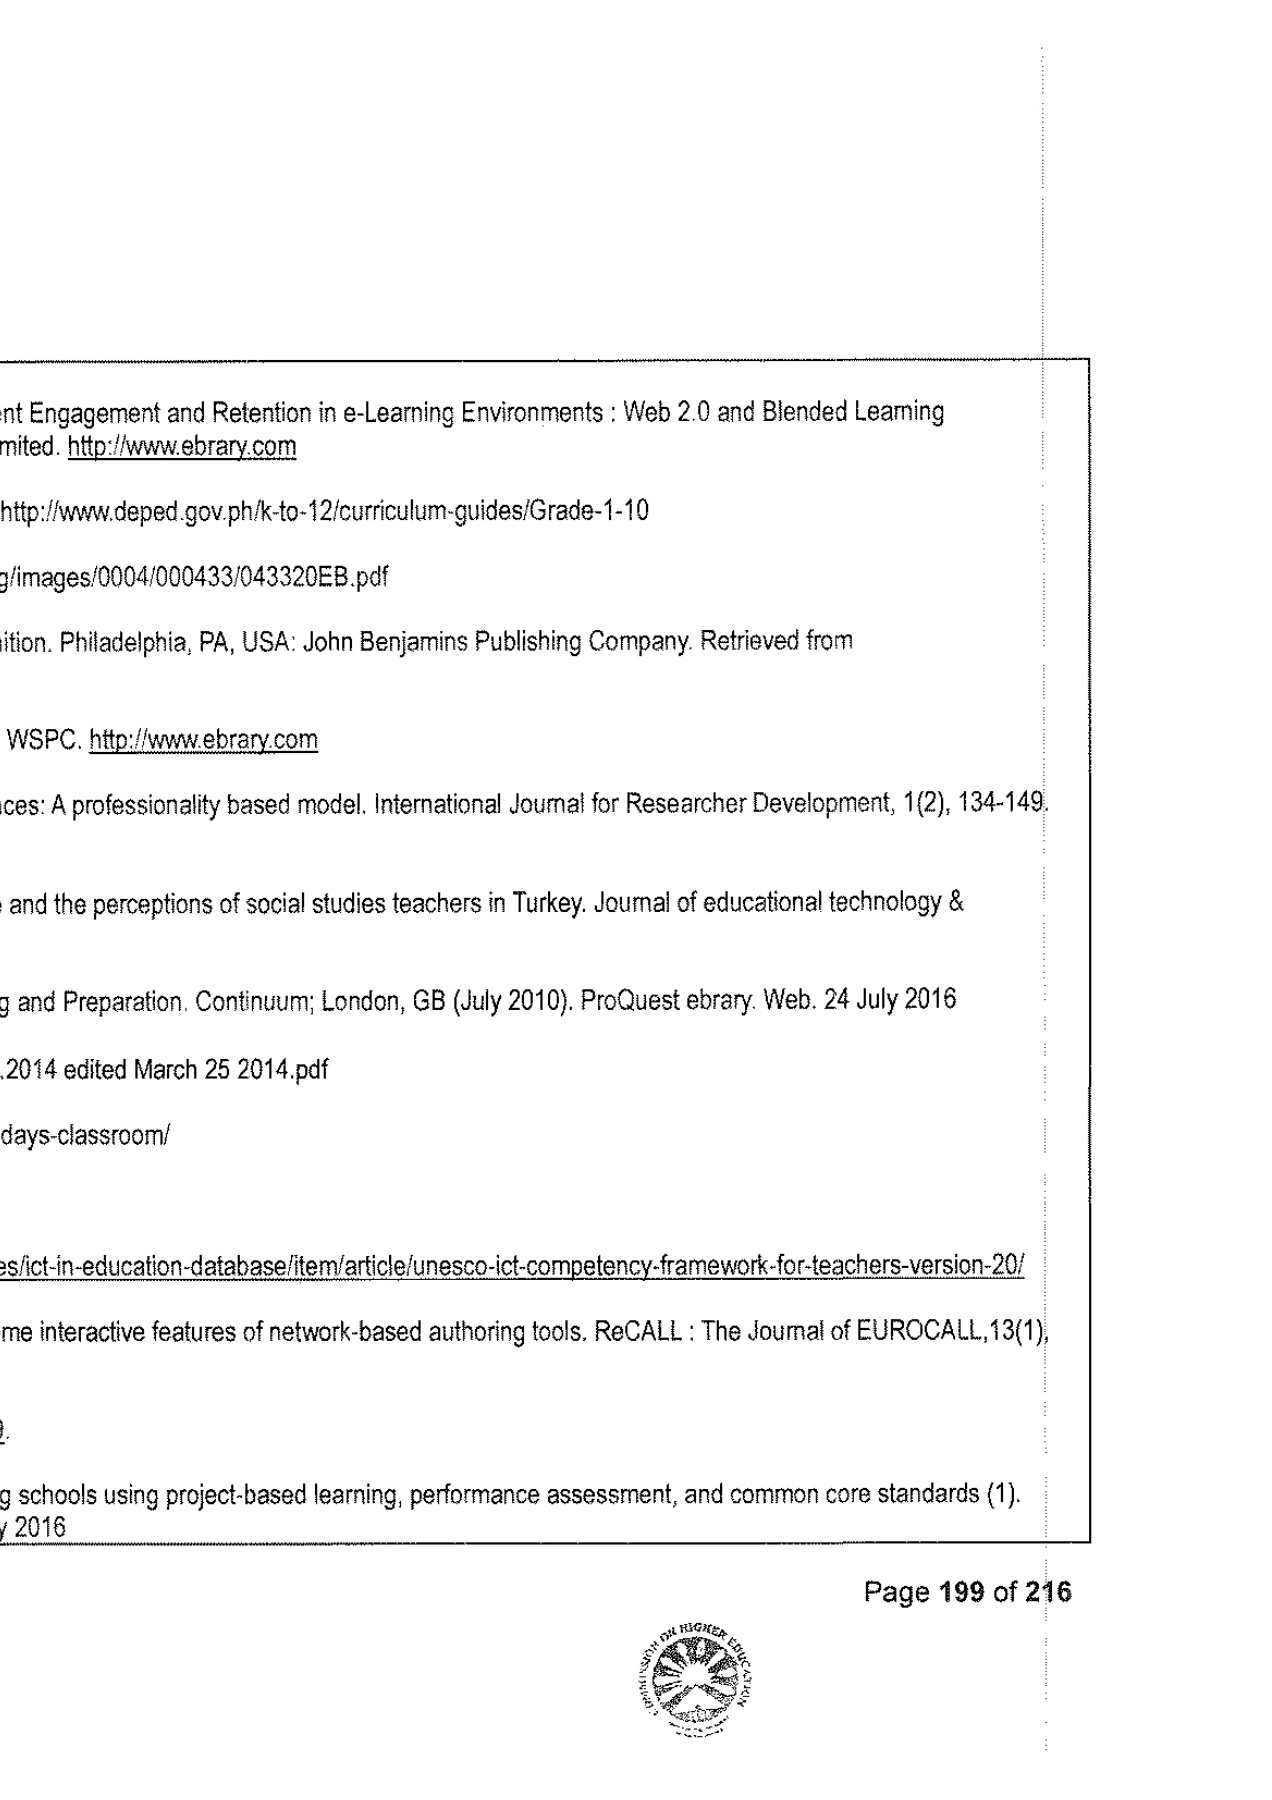 nt Engagement and Retention in e-Learning Environments : Web 2.0 and Blended Learning
mited. http://www.ebrary.com
http://www.deped.gov.ph/k-to-12/curriculum-guides/Grade-1-10
g/images/0004/000433/043320EB.pdf
ition. Philadelphia, PA, USA: John Benjamins Publishing Company. Retrieved from
WSPC. http://www.ebrary.com
ces: A professionality based model. International Journal for Researcher Development, 1(2), 134-149.
and the perceptions of social studies teachers in Turkey. Journal of educational technology &
g and Preparation. Continuum; London, GB (July 2010). ProQuest ebrary. Web. 24 July 2016
.2014 edited March 25 2014.pdf
days-classroom/
es/ict-in-education-database/item/article/unesco-ict-competency-framework-for-teachers-version-20/
me interactive features of network-based authoring tools. ReCALL : The Journal of EUROCALL,13(1),
g schools using project-based learning, performance assessment, and common core standards (1).
y 2016
Page 199 of 216
COMMISSION ON HIGHER EDUCATION